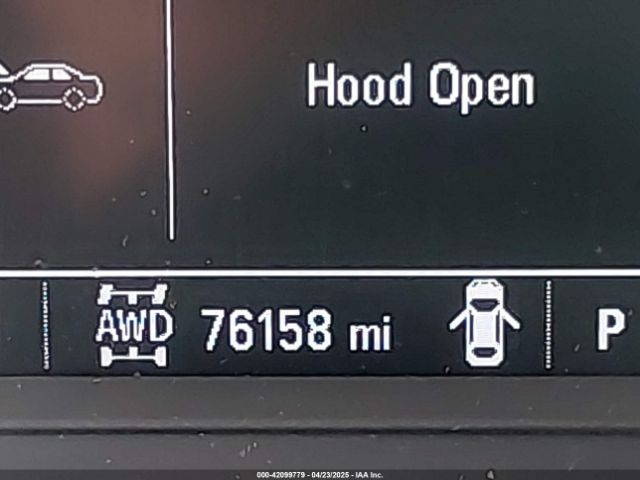 Hood Open
AWD 76158 mi P
000-42099779 - 04/23/2025 - IAA Inc.